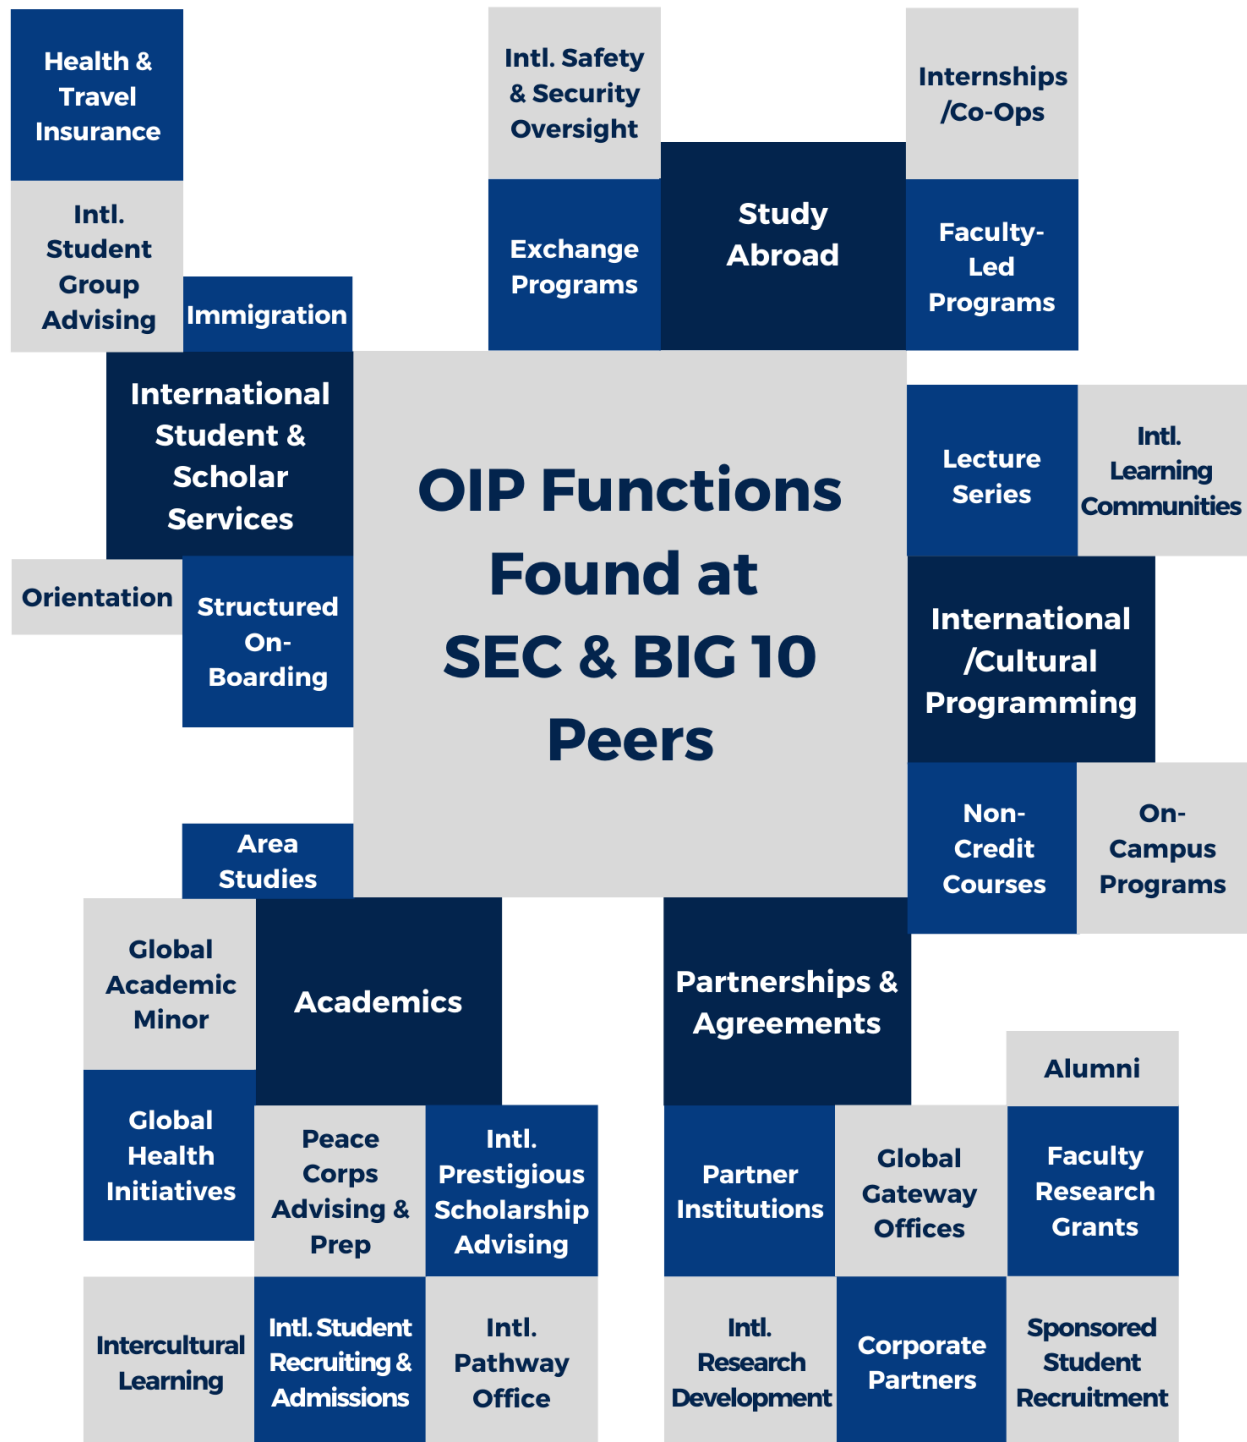 Health &
Travel
Insurance
Intl.
Student
Group
Advising
Immigration
International
Student &
Scholar
Services
Orientation
Structured
On-
Boarding
Intl. Safety
& Security
Oversight
Exchange
Programs
Study
Abroad
Internships
/Co-Ops
Faculty-
Led
Programs
OIP Functions
Found at
SEC & BIG 10
Peers
Lecture
Series
Intl.
Learning
Communities
International
/Cultural
Programming
Non-
Credit
Courses
On-
Campus
Programs
Area
Studies
Global
Academic
Minor
Academics
Global
Health
Initiatives
Peace
Corps
Advising &
Prep
Intl.
Prestigious
Scholarship
Advising
Intercultural
Learning
Intl. Student
Recruiting &
Admissions
Intl.
Pathway
Office
Partnerships &
Agreements
Alumni
Partner
Institutions
Global
Gateway
Offices
Faculty
Research
Grants
Intl.
Research
Development
Corporate
Partners
Sponsored
Student
Recruitment